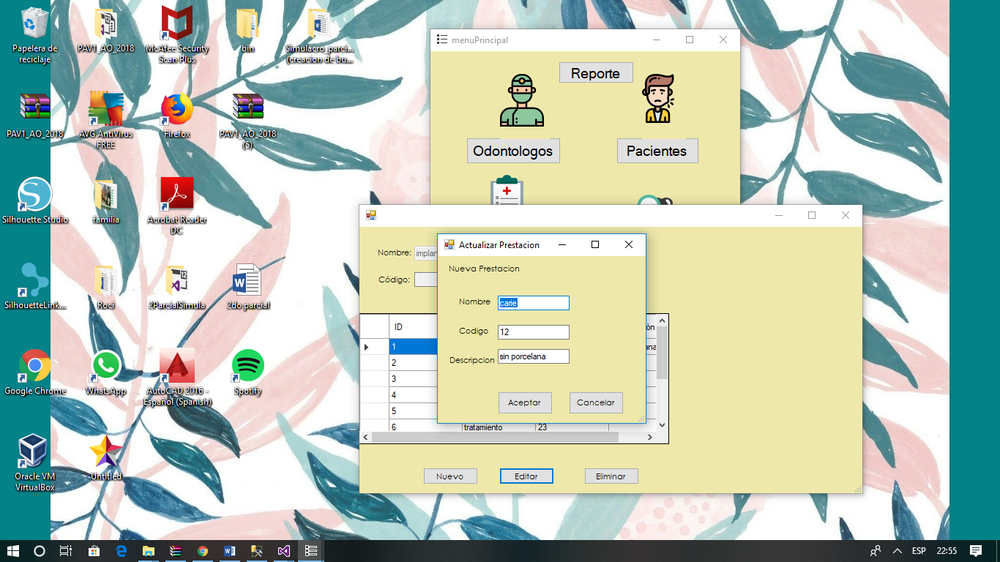 Papelera de
reciclaje
PAV1_AO_2018
McAfee Security
Scan Plus
bin
Simulacro_parci...
(creacion de bu...
PAV1_AO_2018
AVG AntiVirus
FREE
Firefox
PAV1_AO_2018
(5)
Silhouette Studio
familia
Acrobat Reader
DC
SilhouetteLink...
Roci
2ParcialSimula
2do parcial
Google Chrome
WhatsApp
AutoCAD 2016 -
Español (Spanish)
Spotify
Oracle VM
VirtualBox
Untitled
menuPrincipal
Reporte
Odontologos
Pacientes
Nombre: implan
Código:
ID
1
2
3
4
5
6 tratamiento 23
Nuevo
Editar
Eliminar
Actualizar Prestacion
Nueva Prestacion
Nombre carie
Codigo 12
Descripcion sin porcelana
Aceptar
Cancelar
ESP
22:55